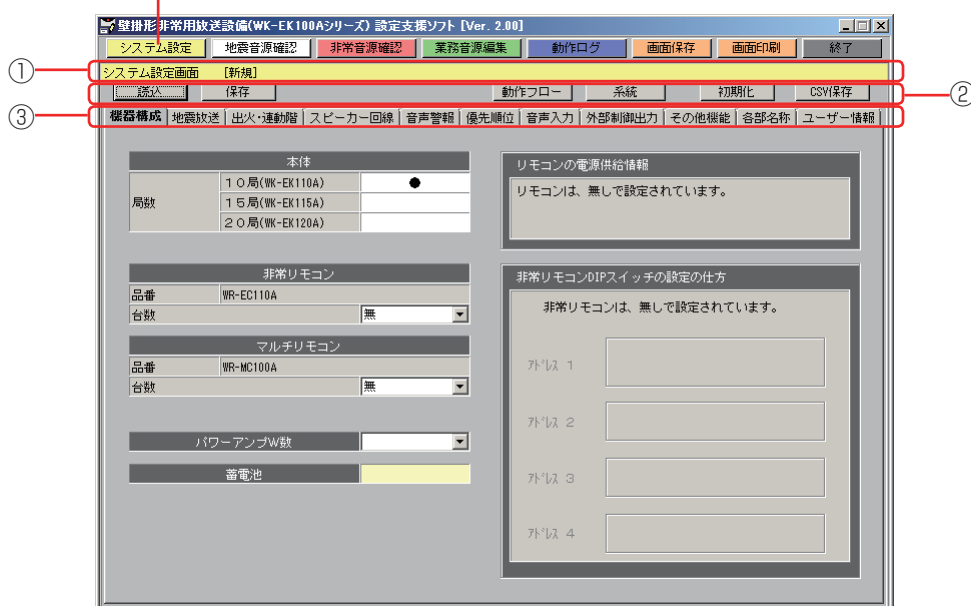 壁掛形非常用放送設備(WK-EK100Aシリーズ) 設定支援ソフト [Ver. 2.00]
システム設定 地震音源確認 非常音源確認 業務音源編集 動作ログ 画面保存 画面印刷 終了
① システム設定画面 [新規]
読込 保存 動作フロー 系統 初期化 CSV保存 ②
③ 機器構成 地震放送 出火・連動階 スピーカー回線 音声警報 優先順位 音声入力 外部制御出力 その他機能 各部名称 ユーザー情報
本体
局数
10局(WK-EK110A) ●
15局(WK-EK115A)
20局(WK-EK120A)
非常リモコン
品番 WR-EC110A
台数 無
マルチリモコン
品番 WR-MC100A
台数 無
パワーアンプW数
蓄電池
リモコンの電源供給情報
リモコンは、無しで設定されています。
非常リモコンDIPスイッチの設定の仕方
非常リモコンは、無しで設定されています。
ｱﾄﾞﾚｽ 1
ｱﾄﾞﾚｽ 2
ｱﾄﾞﾚｽ 3
ｱﾄﾞﾚｽ 4